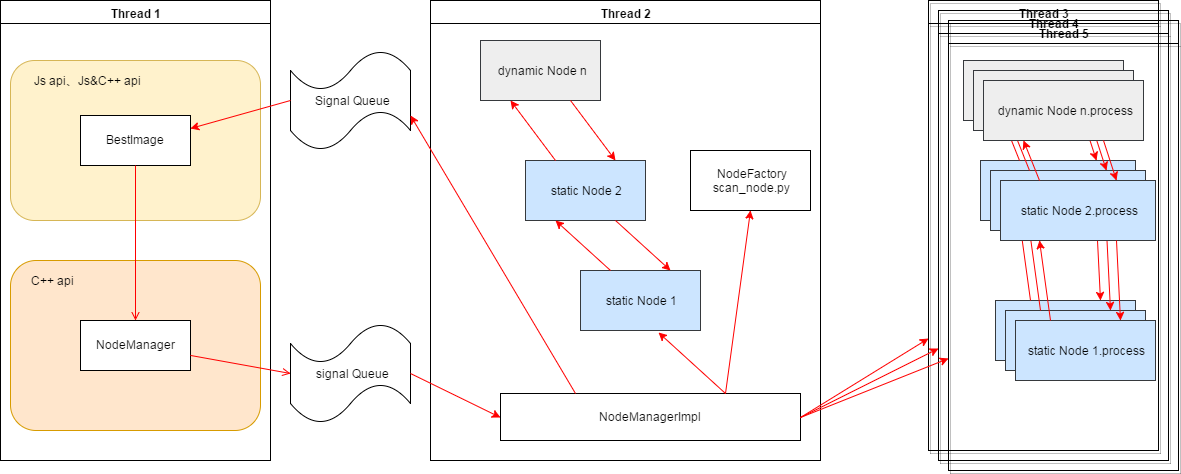 Thread 1
Js api、Js&C++ api
BestImage
C++ api
NodeManager
Signal Queue
signal Queue
Thread 2
dynamic Node n
static Node 2
NodeFactory
scan_node.py
static Node 1
NodeManagerImpl
Thread 3
Thread 4
Thread 5
dynamic Node n.process
static Node 2.process
static Node 1.process